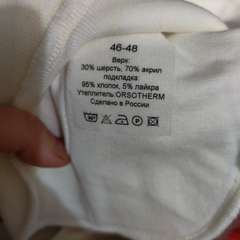 46-48
Верх:
30% шерсть, 70% акрил
подкладка:
95% хлопок, 5% лайкра
Утеплитель:ORSOTHERM
Сделано в России